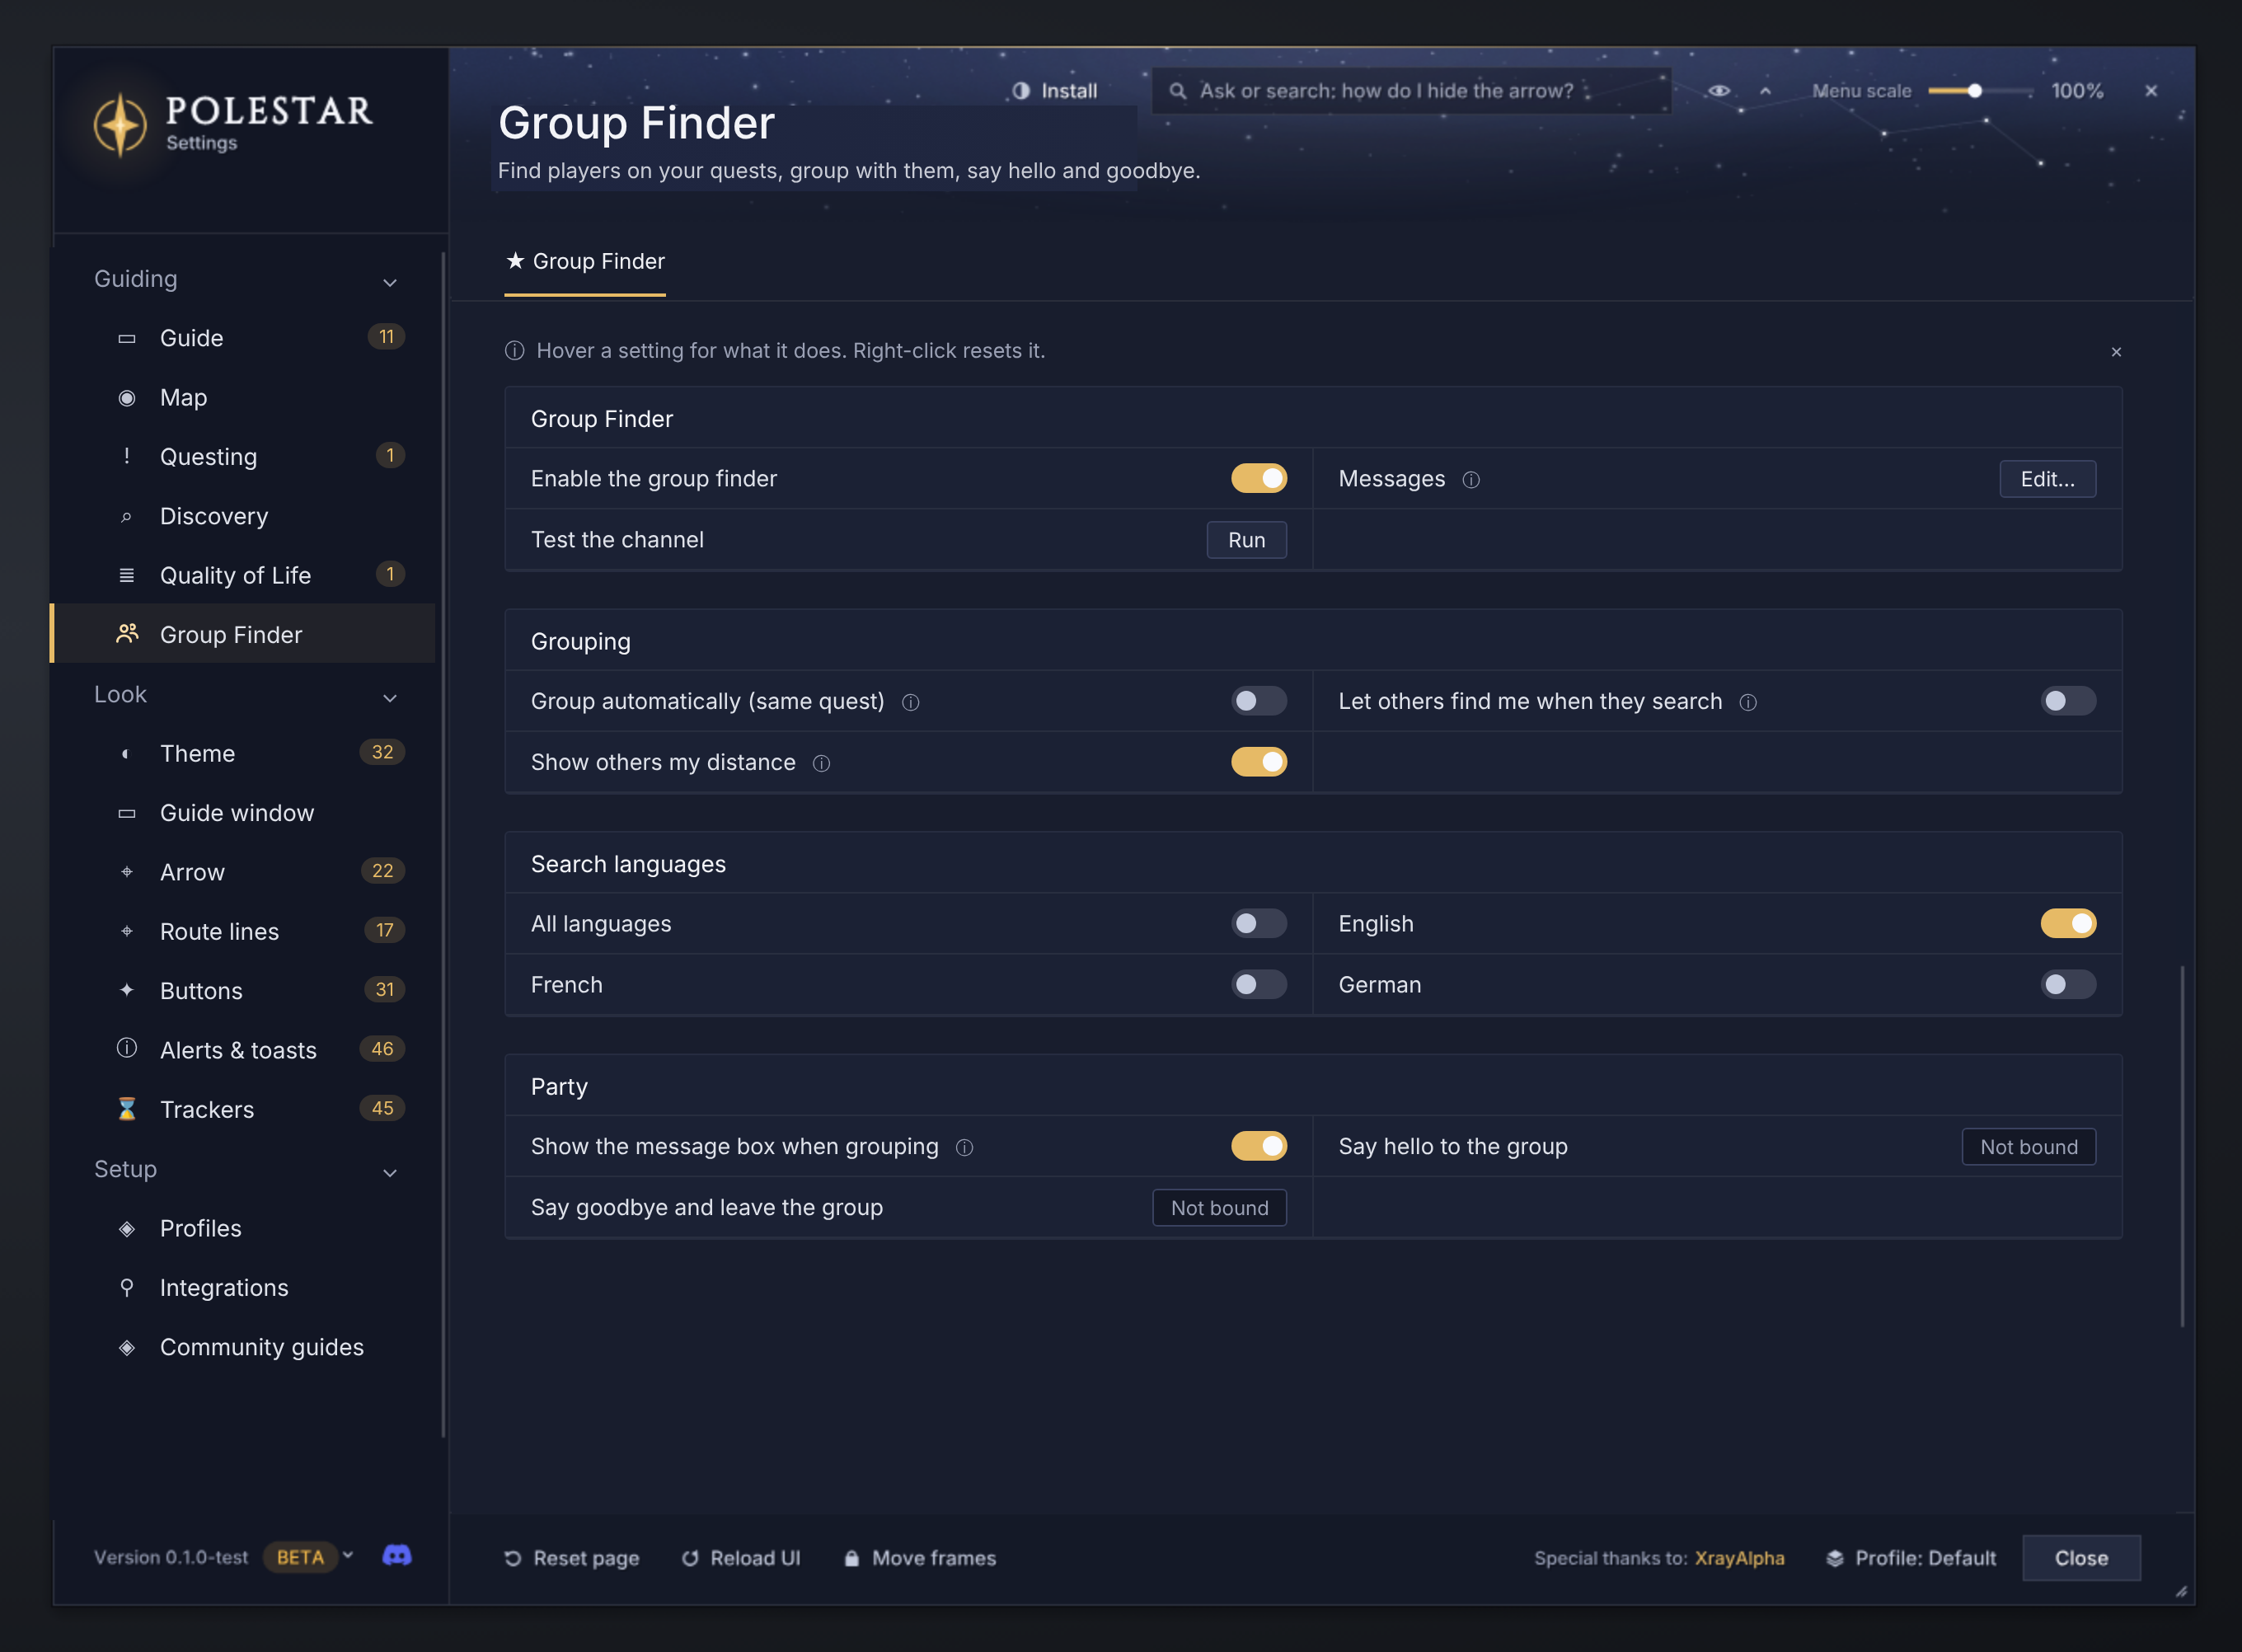 POLESTAR
Settings
Install
Ask or search: how do I hide the arrow?
Menu scale
100%
Group Finder
Find players on your quests, group with them, say hello and goodbye.
★ Group Finder
Guiding
Guide 11
Map
! Questing 1
Discovery
Quality of Life 1
Group Finder
Look
Theme 32
Guide window
Arrow 22
Route lines 17
Buttons 31
Alerts & toasts 46
Trackers 45
Setup
Profiles
Integrations
Community guides
Version 0.1.0-test BETA
Hover a setting for what it does. Right-click resets it.
Group Finder
Enable the group finder
Messages
Edit...
Test the channel
Run
Grouping
Group automatically (same quest)
Let others find me when they search
Show others my distance
Search languages
All languages
English
French
German
Party
Show the message box when grouping
Say hello to the group
Not bound
Say goodbye and leave the group
Not bound
Reset page
Reload UI
Move frames
Special thanks to: XrayAlpha
Profile: Default
Close